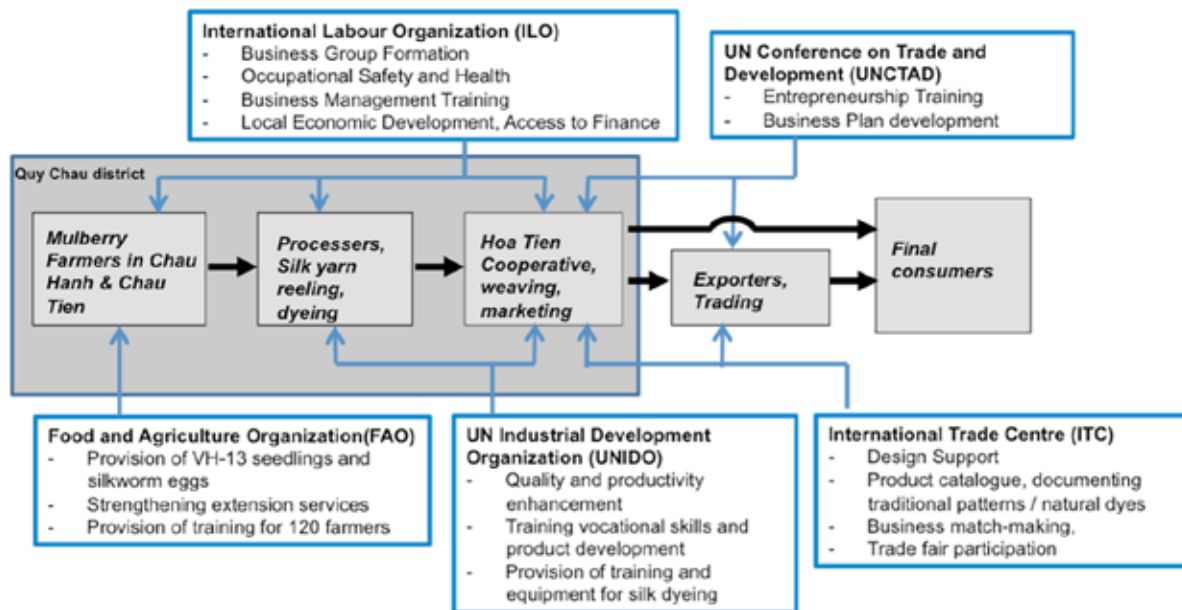 International Labour Organization (ILO)
- Business Group Formation
- Occupational Safety and Health
- Business Management Training
- Local Economic Development, Access to Finance
UN Conference on Trade and
Development (UNCTAD)
- Entrepreneurship Training
- Business Plan development
Quy Chau district
Mulberry
Farmers in Chau
Hanh & Chau
Tien
Processers,
Silk yarn
reeling,
dyeing
Hoa Tien
Cooperative,
weaving,
marketing
Exporters,
Trading
Final
consumers
Food and Agriculture Organization(FAO)
- Provision of VH-13 seedlings and
silkworm eggs
- Strengthening extension services
- Provision of training for 120 farmers
UN Industrial Development
Organization (UNIDO)
- Quality and productivity
enhancement
- Training vocational skills and
product development
- Provision of training and
equipment for silk dyeing
International Trade Centre (ITC)
- Design Support
- Product catalogue, documenting
traditional patterns / natural dyes
- Business match-making,
- Trade fair participation